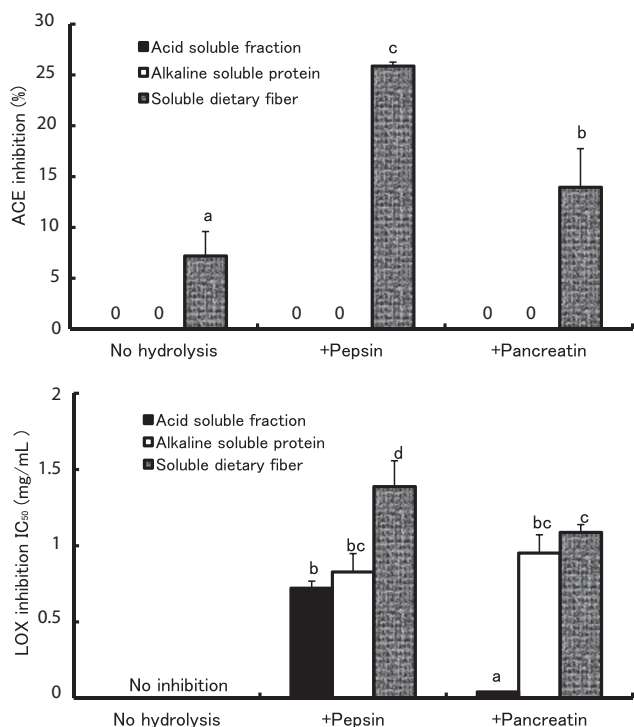 ACE inhibition (%)
30
25
20
15
10
5
0
Acid soluble fraction
Alkaline soluble protein
Soluble dietary fiber
0 0 a
0 0 c
0 0 b
No hydrolysis +Pepsin +Pancreatin
LOX inhibition IC₅₀ (mg/mL )
2
1.5
1
0.5
0
Acid soluble fraction
Alkaline soluble protein
Soluble dietary fiber
No inhibition
b bc d
a bc c
No hydrolysis +Pepsin +Pancreatin